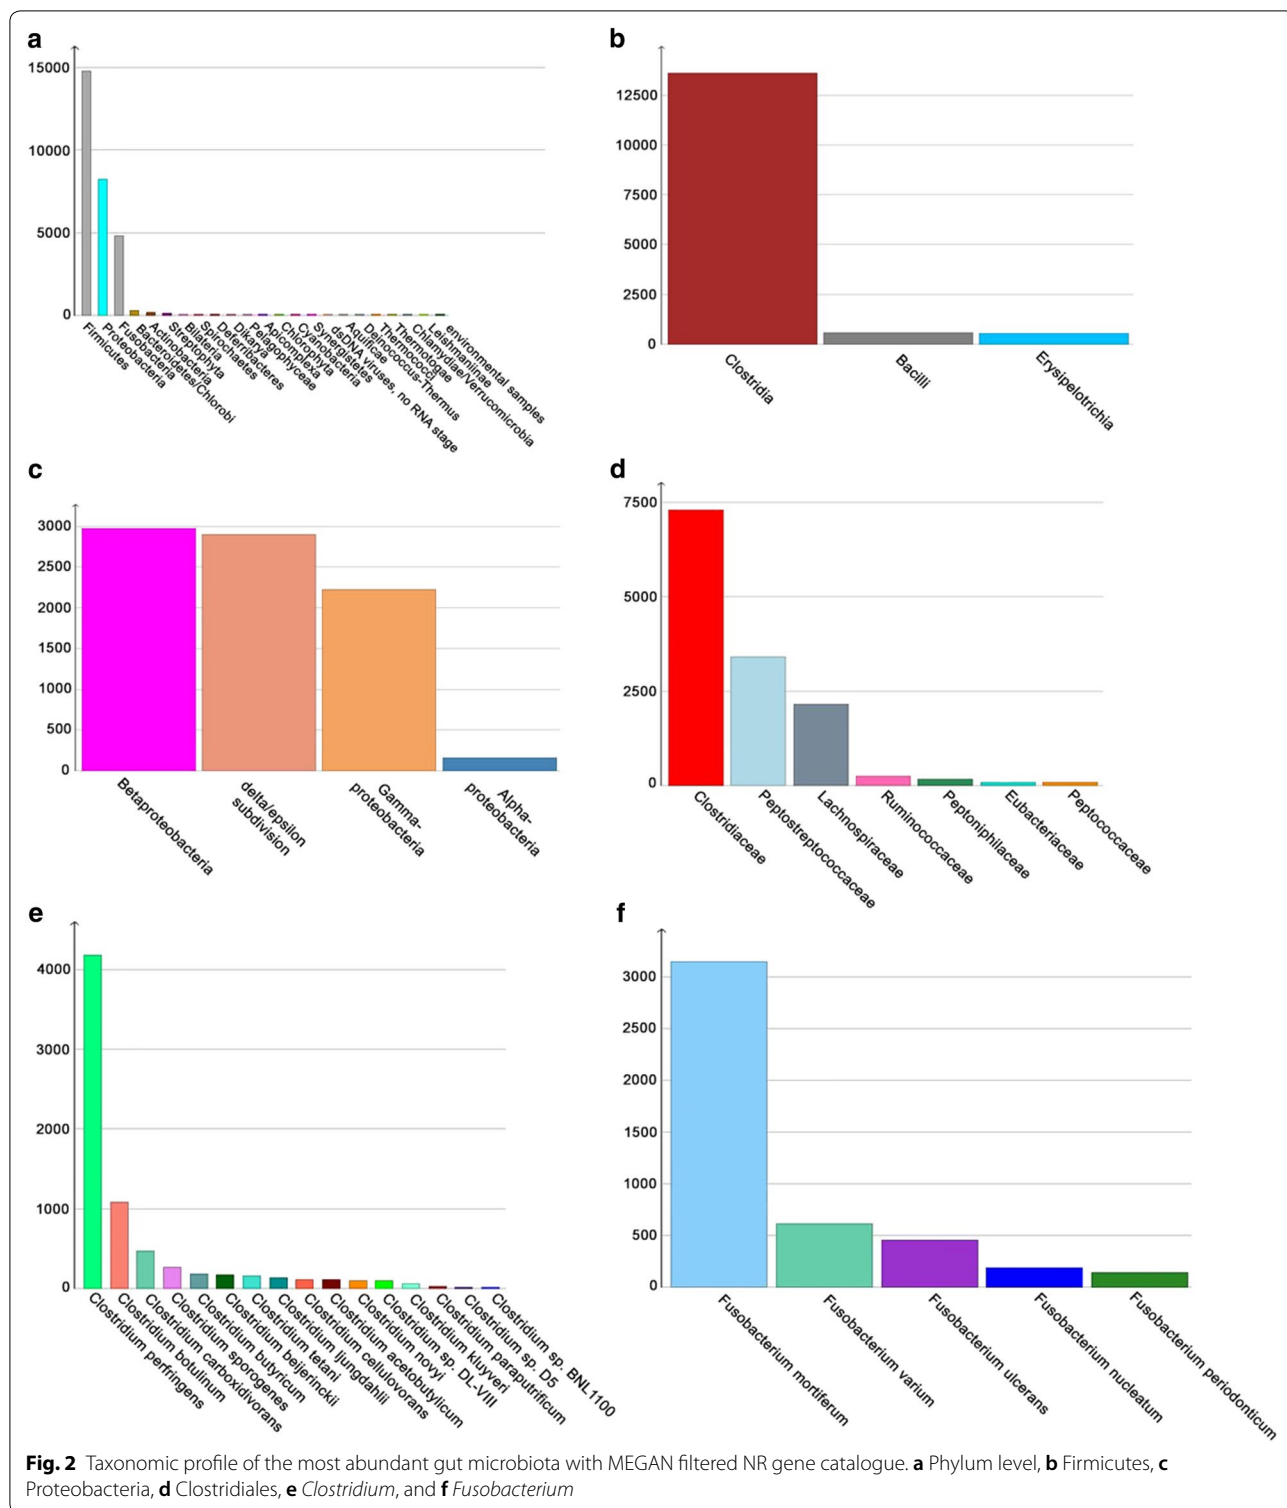 a
15000
10000
5000
0
Firmicutes
Proteobacteria
Fusobacteria
Bacteroidetes/Chlorobi
Actinobacteria
Streptophyta
Bilateria
Spirochaetes
Deferribacteres
Dikarya
Pelagophyceae
Apicomplexa
Chlorophyta
Cyanobacteria
Synergistetes
dsDNA viruses, no RNA stage
Aquificae
Deinococcus-Thermus
Thermococci
Thermotogae
Chlamydiae/Verrucomicrobia
Leishmaniinae
environmental samples
b
12500
10000
7500
5000
2500
0
Clostridia
Bacilli
Erysipelotrichia
c
3000
2500
2000
1500
1000
500
0
Betaproteobacteria
delta/epsilon
subdivision
Gamma-
proteobacteria
Alpha-
proteobacteria
d
7500
5000
2500
0
Clostridiaceae
Peptostreptococcaceae
Lachnospiraceae
Ruminococcaceae
Peptoniphilaceae
Eubacteriaceae
Peptococcaceae
e
4000
3000
2000
1000
0
Clostridium perfringens
Clostridium botulinum
Clostridium carboxidivorans
Clostridium sporogenes
Clostridium butyricum
Clostridium beijerinckii
Clostridium tetani
Clostridium ljungdahlii
Clostridium cellulovorans
Clostridium acetobutylicum
Clostridium novyi
Clostridium sp. DL-VIII
Clostridium kluyveri
Clostridium paraputrificum
Clostridium sp. D5
Clostridium sp. BNL1100
f
3000
2500
2000
1500
1000
500
0
Fusobacterium mortiferum
Fusobacterium varium
Fusobacterium ulcerans
Fusobacterium nucleatum
Fusobacterium periodonticum
Fig. 2 Taxonomic profile of the most abundant gut microbiota with MEGAN filtered NR gene catalogue. a Phylum level, b Firmicutes, c
Proteobacteria, d Clostridiales, e Clostridium, and f Fusobacterium